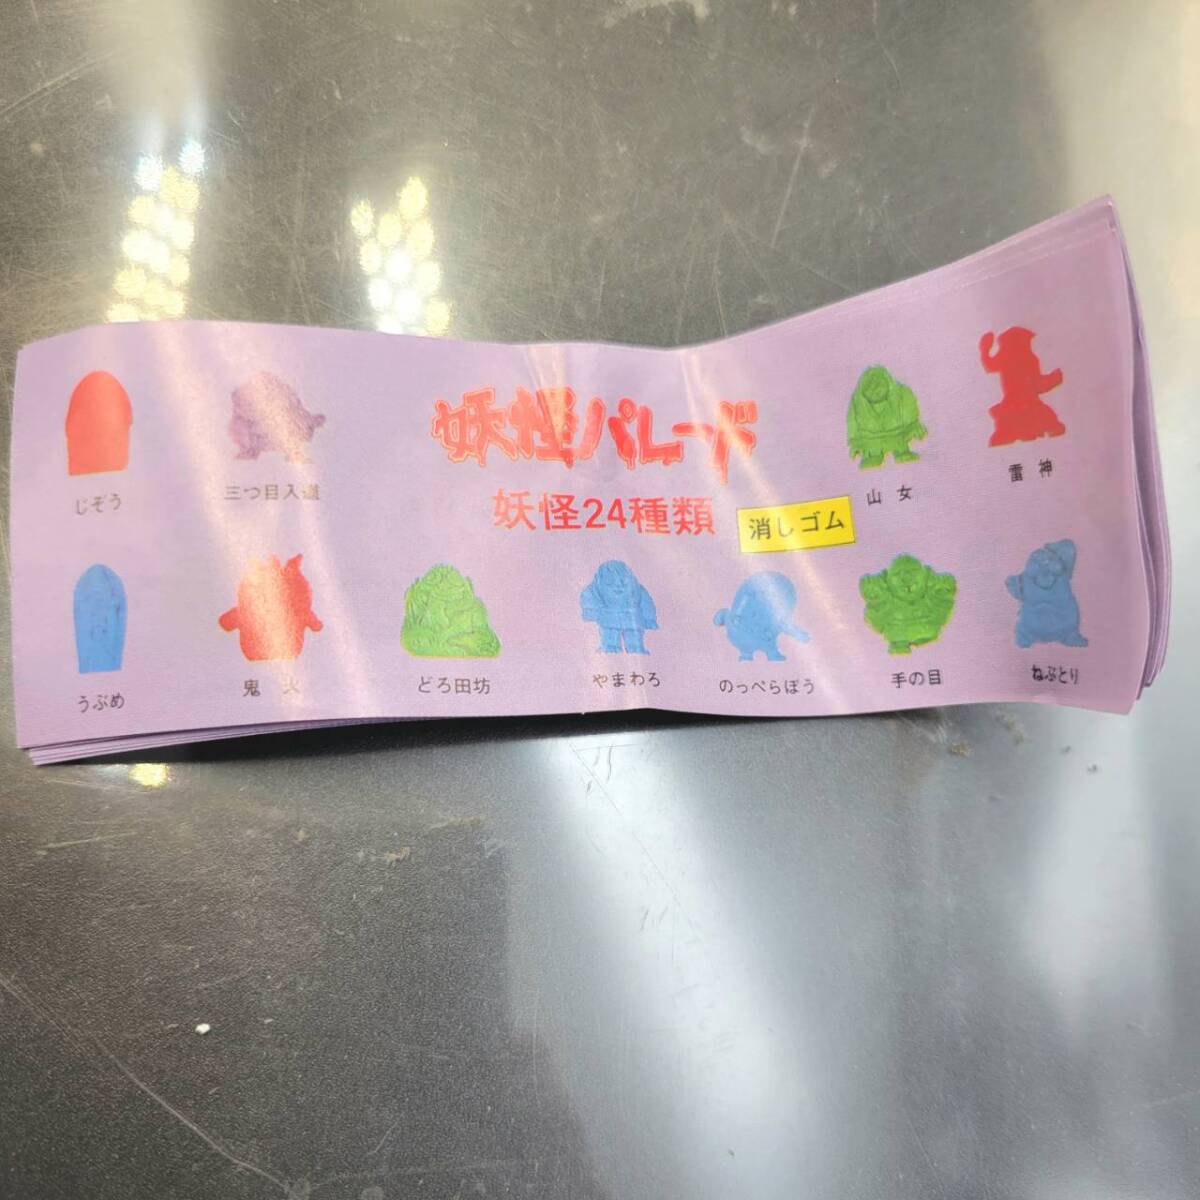 妖怪パレード
妖怪24種類
消しゴム
じぞう
三つ目入道
山女
雷神
うぶめ
鬼火
どろ田坊
やまわろ
のっぺらぼう
手の目
ねぶとり